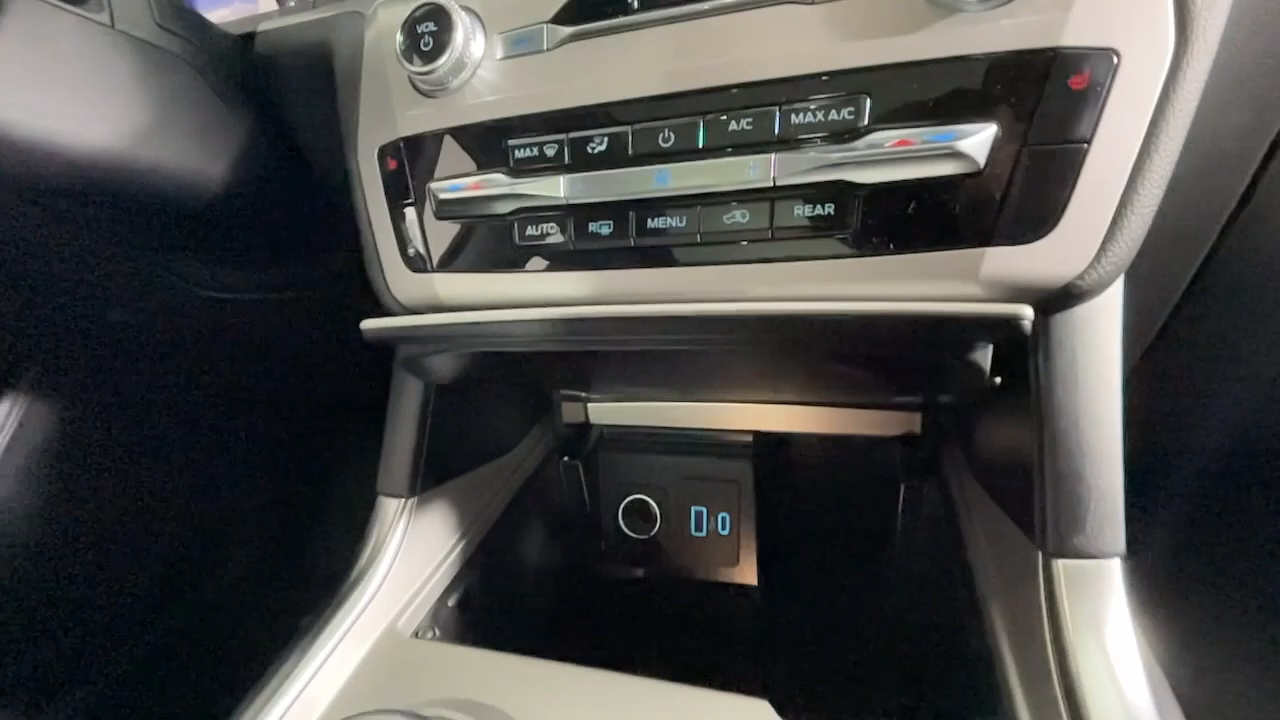 VOL
MAX
A/C
MAX A/C
AUTO
R
MENU
REAR